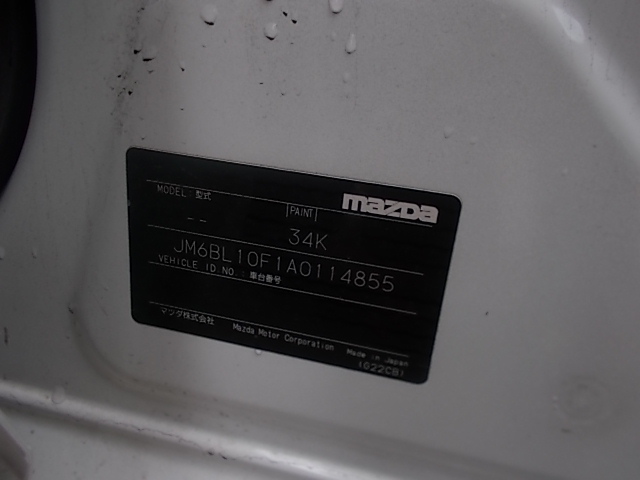 MODEL 型式
PAINT
mazda
--
34K
JM6BL10F1A0114855
VEHICLE ID NO. 車台番号
マツダ株式会社
Mazda Motor Corporation
Made in Japan
(G22CB)